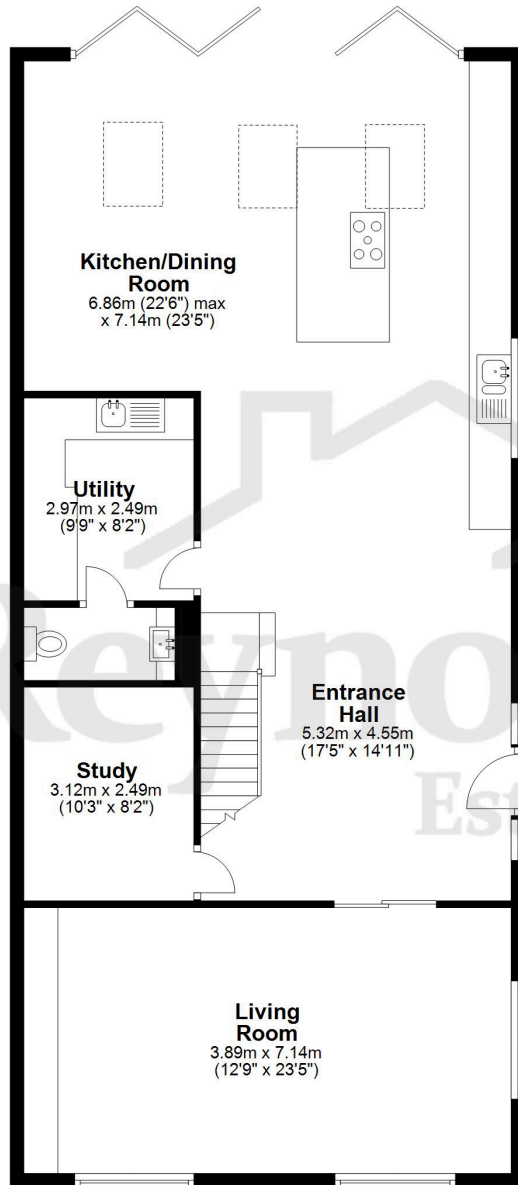 Kitchen/Dining
Room
6.86m (22'6") max
x 7.14m (23'5")
Utility
2.97m x 2.49m
(9'9" x 8'2")
Entrance
Hall
5.32m x 4.55m
(17'5" x 14'11")
Study
3.12m x 2.49m
(10'3" x 8'2")
Living
Room
3.89m x 7.14m
(12'9" x 23'5")
Reyno
Est